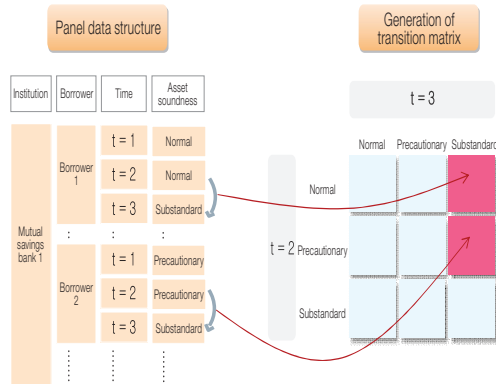 Panel data structure
Generation of
transition matrix
Institution
Borrower
Time
Asset
soundness
Mutual
savings
bank 1
Borrower
1
t = 1
Normal
t = 2
Normal
t = 3
Substandard
:
:
:
Borrower
2
t = 1
Precautionary
t = 2
Precautionary
t = 3
Substandard
t = 3
Normal
Precautionary
Substandard
t = 2
Normal
Precautionary
Substandard